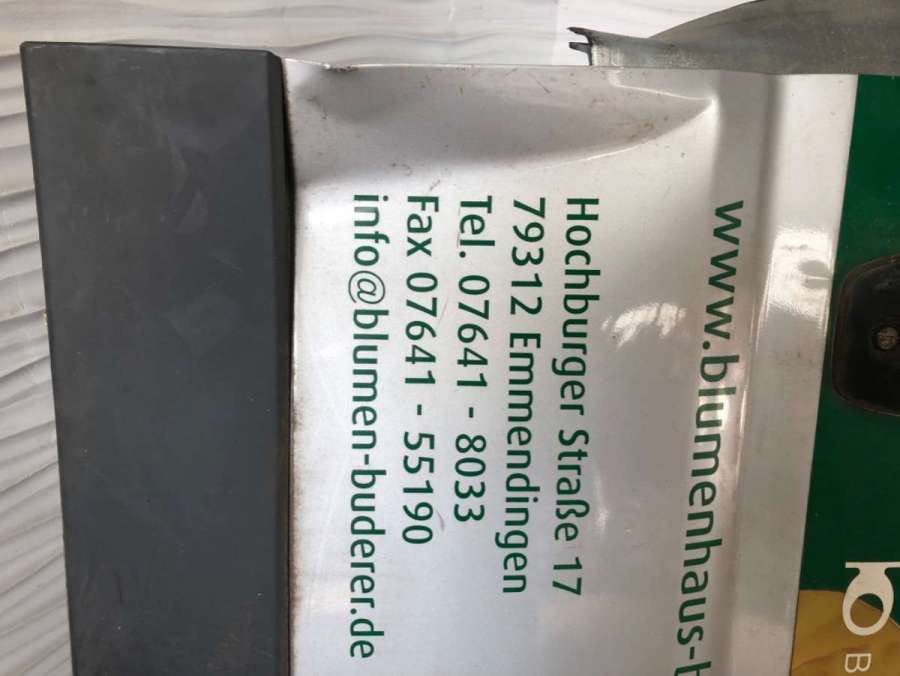 www.blumenhaus-b
Hochburger Straße 17
79312 Emmendingen
Tel. 07641 - 8033
Fax 07641 - 55190
info@blumen-buderer.de